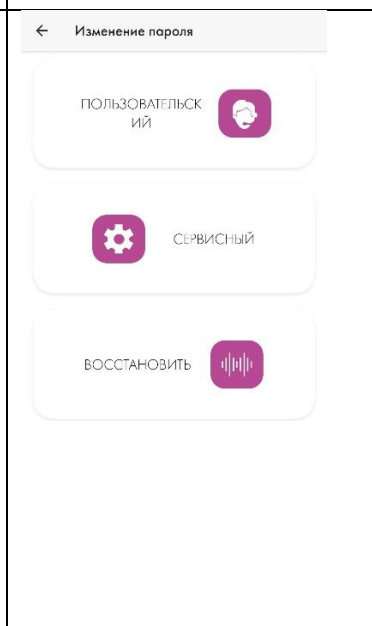 Изменение пароля
ПОЛЬЗОВАТЕЛЬСК
ИЙ
СЕРВИСНЫЙ
ВОССТАНОВИТЬ